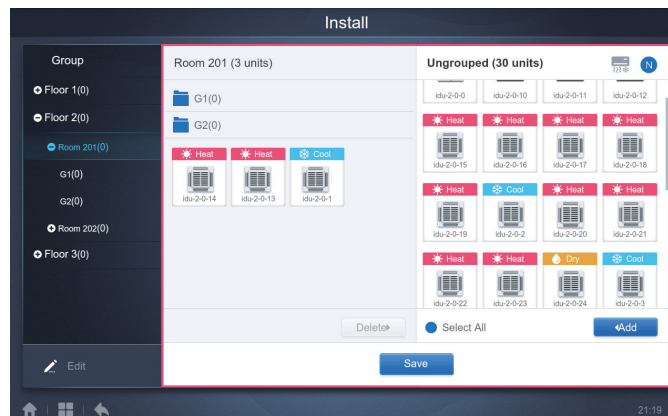 Install
Group
Floor 1(0)
Floor 2(0)
Room 201(0)
G1(0)
G2(0)
Room 202(0)
Floor 3(0)
Edit
Room 201 (3 units)
G1(0)
G2(0)
Heat Heat Cool
idu-2-0-14 idu-2-0-13 idu-2-0-1
Delete
Ungrouped (30 units)
N
idu-2-0-0 idu-2-0-10 idu-2-0-11 idu-2-0-12
Heat Heat Heat Heat
idu-2-0-15 idu-2-0-16 idu-2-0-17 idu-2-0-18
Heat Cool Heat Heat
idu-2-0-19 idu-2-0-2 idu-2-0-20 idu-2-0-21
Heat Heat Dry Cool
idu-2-0-22 idu-2-0-23 idu-2-0-24 idu-2-0-3
Select All
Add
Save
21:19